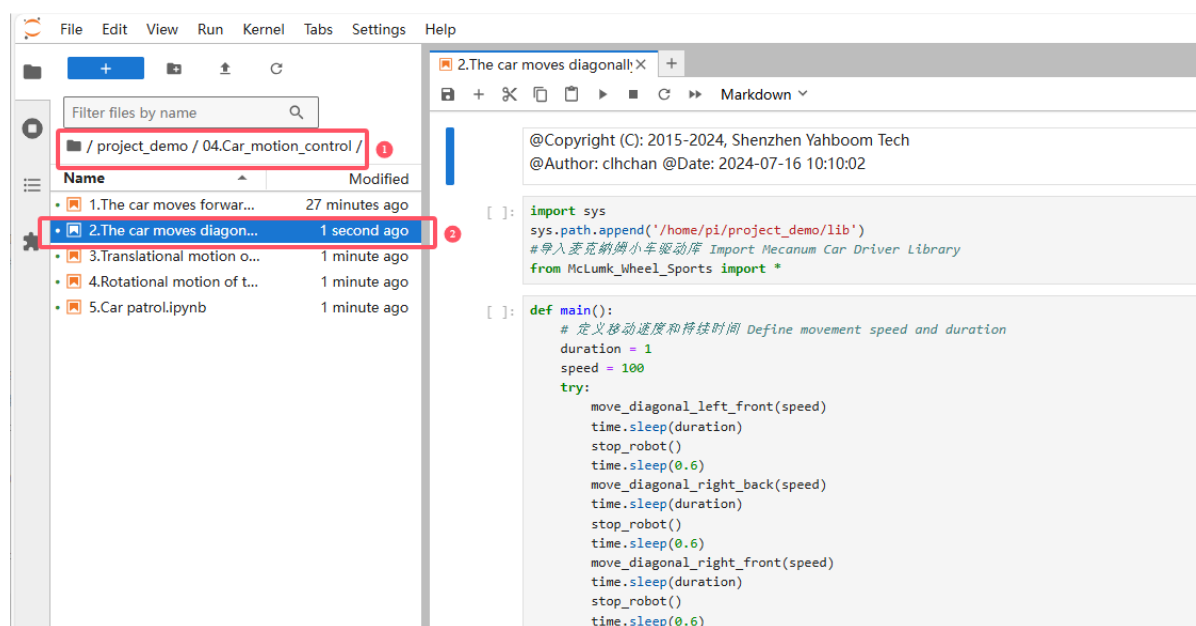 File Edit View Run Kernel Tabs Settings Help
+
Filter files by name
/ project_demo / 04.Car_motion_control /
1
Name Modified
1.The car moves forwar... 27 minutes ago
2.The car moves diagon... 1 second ago
2
3.Translational motion o... 1 minute ago
4.Rotational motion of t... 1 minute ago
5.Car patrol.ipynb 1 minute ago
2.The car moves diagonally
Markdown
@Copyright (C): 2015-2024, Shenzhen Yahboom Tech
@Author: clhchan @Date: 2024-07-16 10:10:02
[ ]: import sys
sys.path.append('/home/pi/project_demo/lib')
#导入麦克纳姆小车驱动库 Import Mecanum Car Driver Library
from McLumk_Wheel_Sports import *
[ ]: def main():
# 定义移动速度和持续时间 Define movement speed and duration
duration = 1
speed = 100
try:
move_diagonal_left_front(speed)
time.sleep(duration)
stop_robot()
time.sleep(0.6)
move_diagonal_right_back(speed)
time.sleep(duration)
stop_robot()
time.sleep(0.6)
move_diagonal_right_front(speed)
time.sleep(duration)
stop_robot()
time.sleep(0.6)